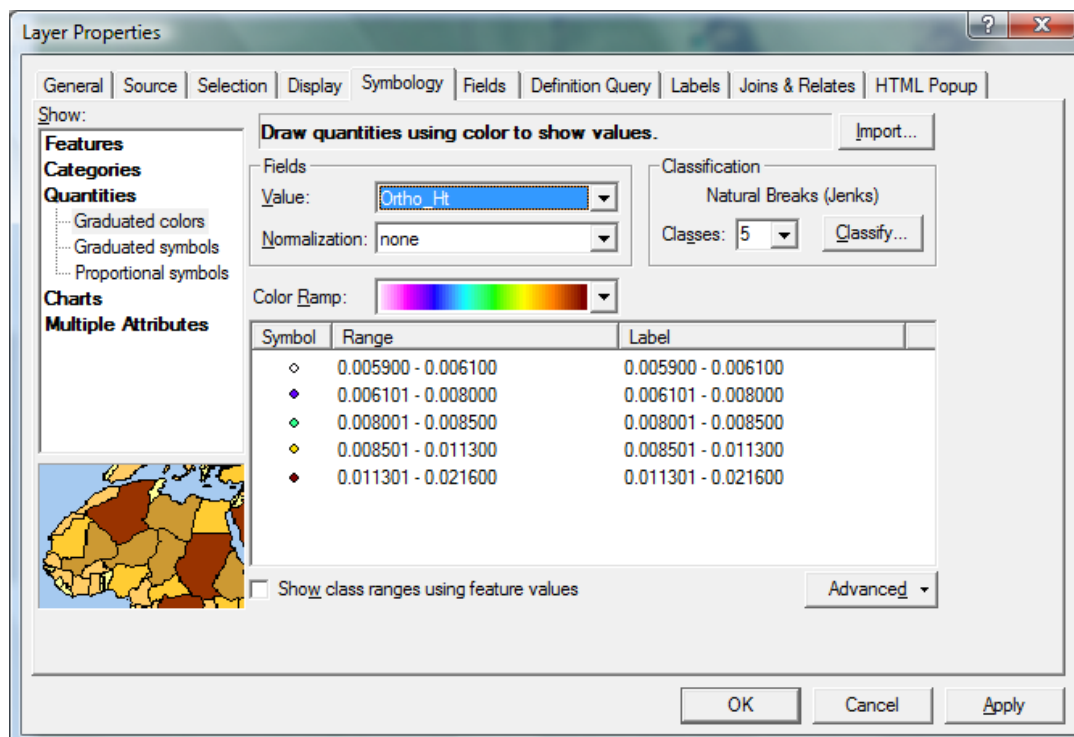 Layer Properties
?
X
General Source Selection Display Symbology Fields Definition Query Labels Joins & Relates HTML Popup
Show:
Features
Categories
Quantities
Graduated colors
Graduated symbols
Proportional symbols
Charts
Multiple Attributes
Draw quantities using color to show values.
Import...
Fields
Value: Ortho_Ht
Normalization: none
Classification
Natural Breaks (Jenks)
Classes: 5 Classify...
Color Ramp:
Symbol Range Label
0.005900 - 0.006100 0.005900 - 0.006100
0.006101 - 0.008000 0.006101 - 0.008000
0.008001 - 0.008500 0.008001 - 0.008500
0.008501 - 0.011300 0.008501 - 0.011300
0.011301 - 0.021600 0.011301 - 0.021600
Show class ranges using feature values
Advanced
OK Cancel Apply